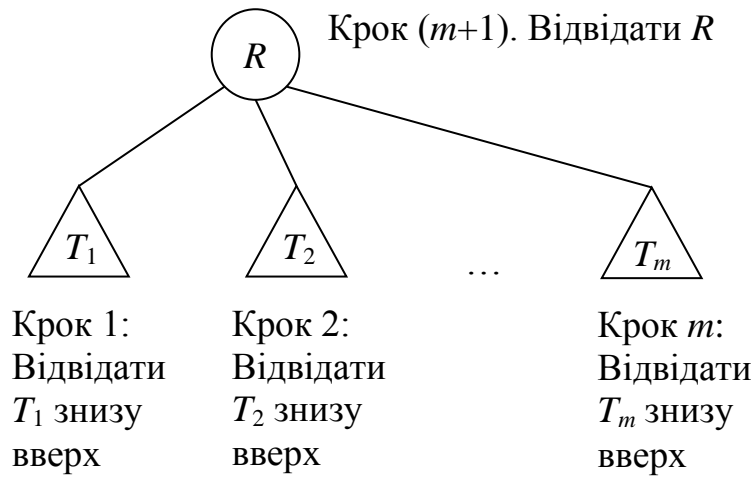 Крок (m+1). Відвідати R
R
T1
T2
…
Tm
Крок 1:
Відвідати
T1 знизу
вверх
Крок 2:
Відвідати
T2 знизу
вверх
Крок m:
Відвідати
Tm знизу
вверх